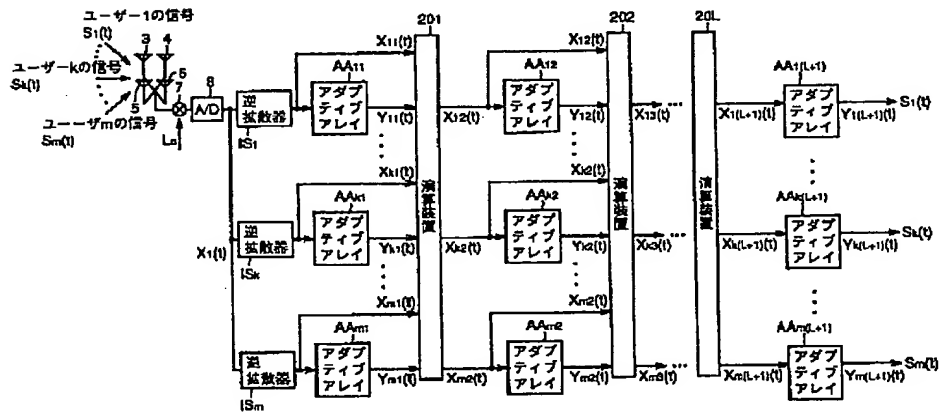 ユーザー1の信号
S1(t)
3
4
ユーザーkの信号
Sk(t)
5
6
7
8
ユーーザmの信号
Sm(t)
A/D
X1(t)
逆
拡散器
IS1
逆
拡散器
ISk
逆
拡散器
ISm
AA11
アダプ
ティブ
アレイ
AAk1
アダプ
ティブ
アレイ
AAm1
アダプ
ティブ
アレイ
X11(t)
Y11(t)
Xk1(t)
Yk1(t)
Xm1(t)
Ym1(t)
201
演算装置
X12(t)
Xk2(t)
Xm2(t)
AA12
アダプ
ティブ
アレイ
AAk2
アダプ
ティブ
アレイ
AAm2
アダプ
ティブ
アレイ
X12(t)
Y12(t)
Xk2(t)
Yk2(t)
Xm2(t)
Ym2(t)
202
演算装置
X13(t)
Xk3(t)
Xm3(t)
20L
演算装置
X1(L+1)(t)
Xk(L+1)(t)
Xm(L+1)(t)
AA1(L+1)
アダプ
ティブ
アレイ
AAk(L+1)
アダプ
ティブ
アレイ
AAm(L+1)
アダプ
ティブ
アレイ
Y1(L+1)(t)
S1(t)
Yk(L+1)(t)
Sk(t)
Ym(L+1)(t)
Sm(t)